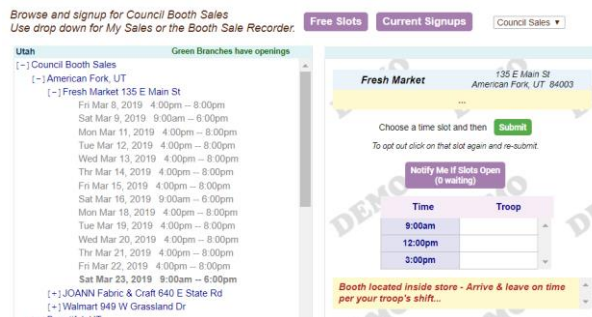 Browse and signup for Council Booth Sales
Use drop down for My Sales or the Booth Sale Recorder.
Free Slots
Current Signups
Council Sales ▼
Utah
Green Branches have openings
[-] Council Booth Sales
[-] American Fork, UT
[-] Fresh Market 135 E Main St
Fri Mar 8, 2019 4:00pm -- 8:00pm
Sat Mar 9, 2019 9:00am -- 6:00pm
Mon Mar 11, 2019 4:00pm -- 8:00pm
Tue Mar 12, 2019 4:00pm -- 8:00pm
Wed Mar 13, 2019 4:00pm -- 8:00pm
Thr Mar 14, 2019 4:00pm -- 8:00pm
Fri Mar 15, 2019 4:00pm -- 8:00pm
Sat Mar 16, 2019 9:00am -- 6:00pm
Mon Mar 18, 2019 4:00pm -- 8:00pm
Tue Mar 19, 2019 4:00pm -- 8:00pm
Wed Mar 20, 2019 4:00pm -- 8:00pm
Thr Mar 21, 2019 4:00pm -- 8:00pm
Fri Mar 22, 2019 4:00pm -- 8:00pm
Sat Mar 23, 2019 9:00am -- 6:00pm
[+] JOANN Fabric & Craft 640 E State Rd
[+] Walmart 949 W Grassland Dr
Fresh Market
135 E Main St
American Fork, UT 84003
...
Choose a time slot and then Submit
To opt out click on that slot again and re-submit.
Notify Me If Slots Open
(0 waiting)
Time Troop
9:00am
12:00pm
3:00pm
Booth located inside store - Arrive & leave on time
per your troop's shift...
DEMO
DEMO
DEMO
DEMO